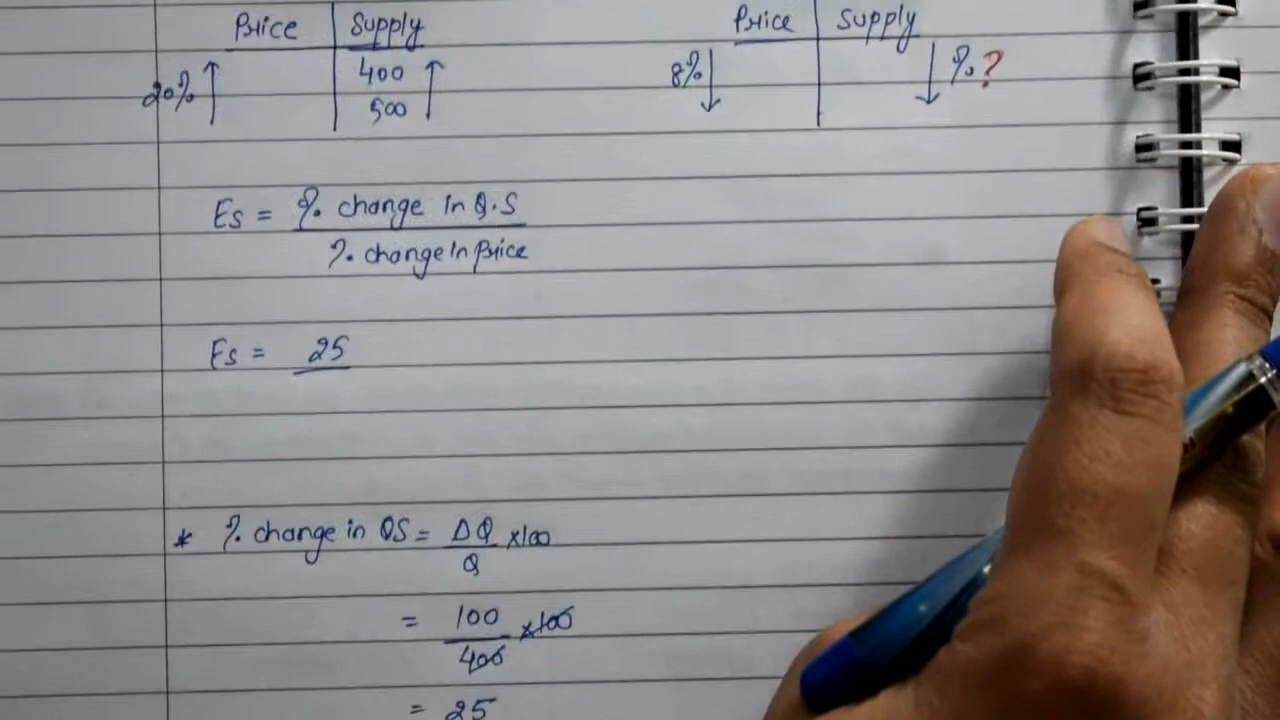 Price Supply
20% ↑ 400 ↑
500
Price Supply
8% ↓ ↓ %?
Es = % change in Q.S
% change In Price
Es = 25
* % change in QS = ΔQ ×100
Q
= 100 ×100
400
= 25